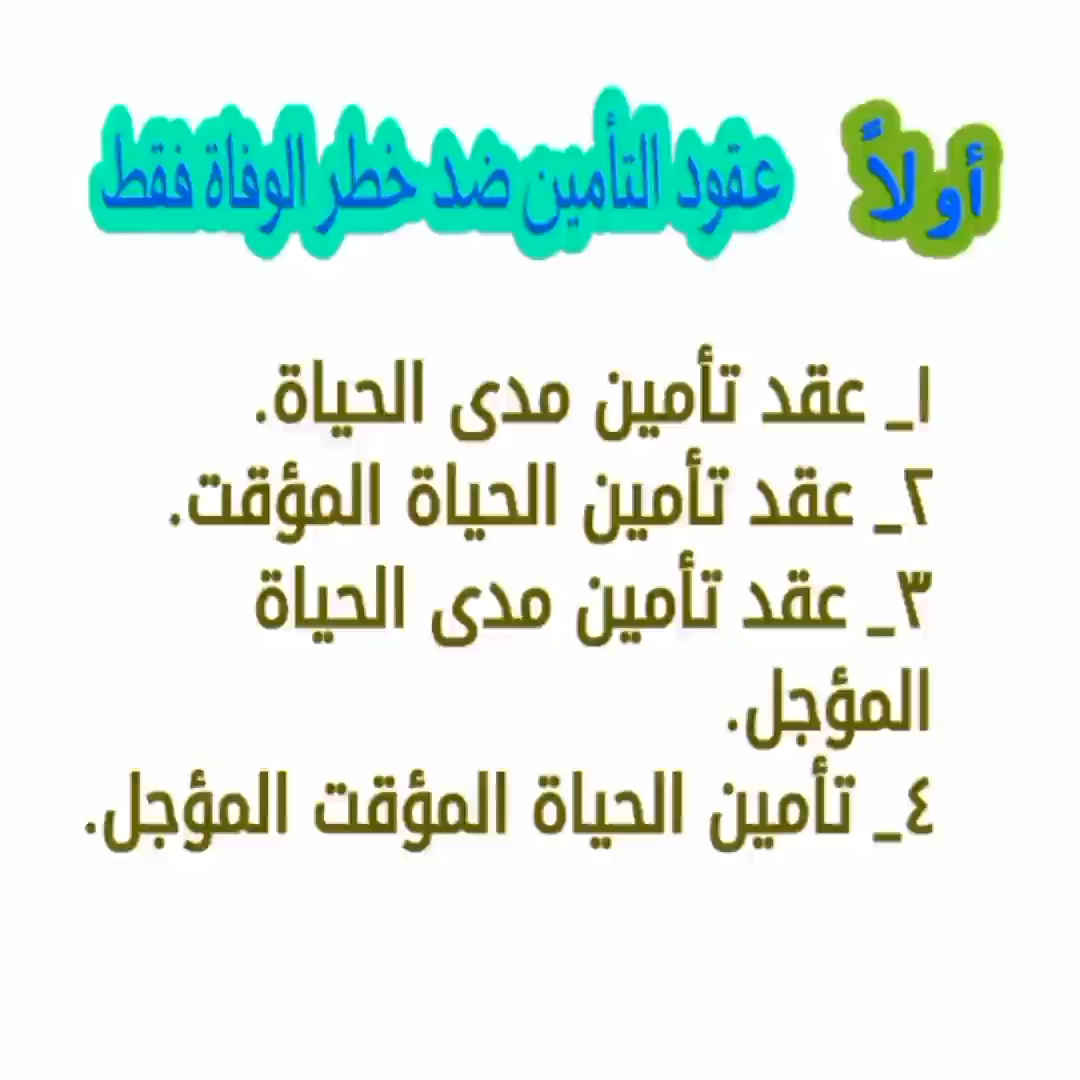 أولاً عقود التأمين ضد خطر الوفاة فقط
١_ عقد تأمين مدى الحياة.
٢_ عقد تأمين الحياة المؤقت.
٣_ عقد تأمين مدى الحياة
المؤجل.
٤_ تأمين الحياة المؤقت المؤجل.